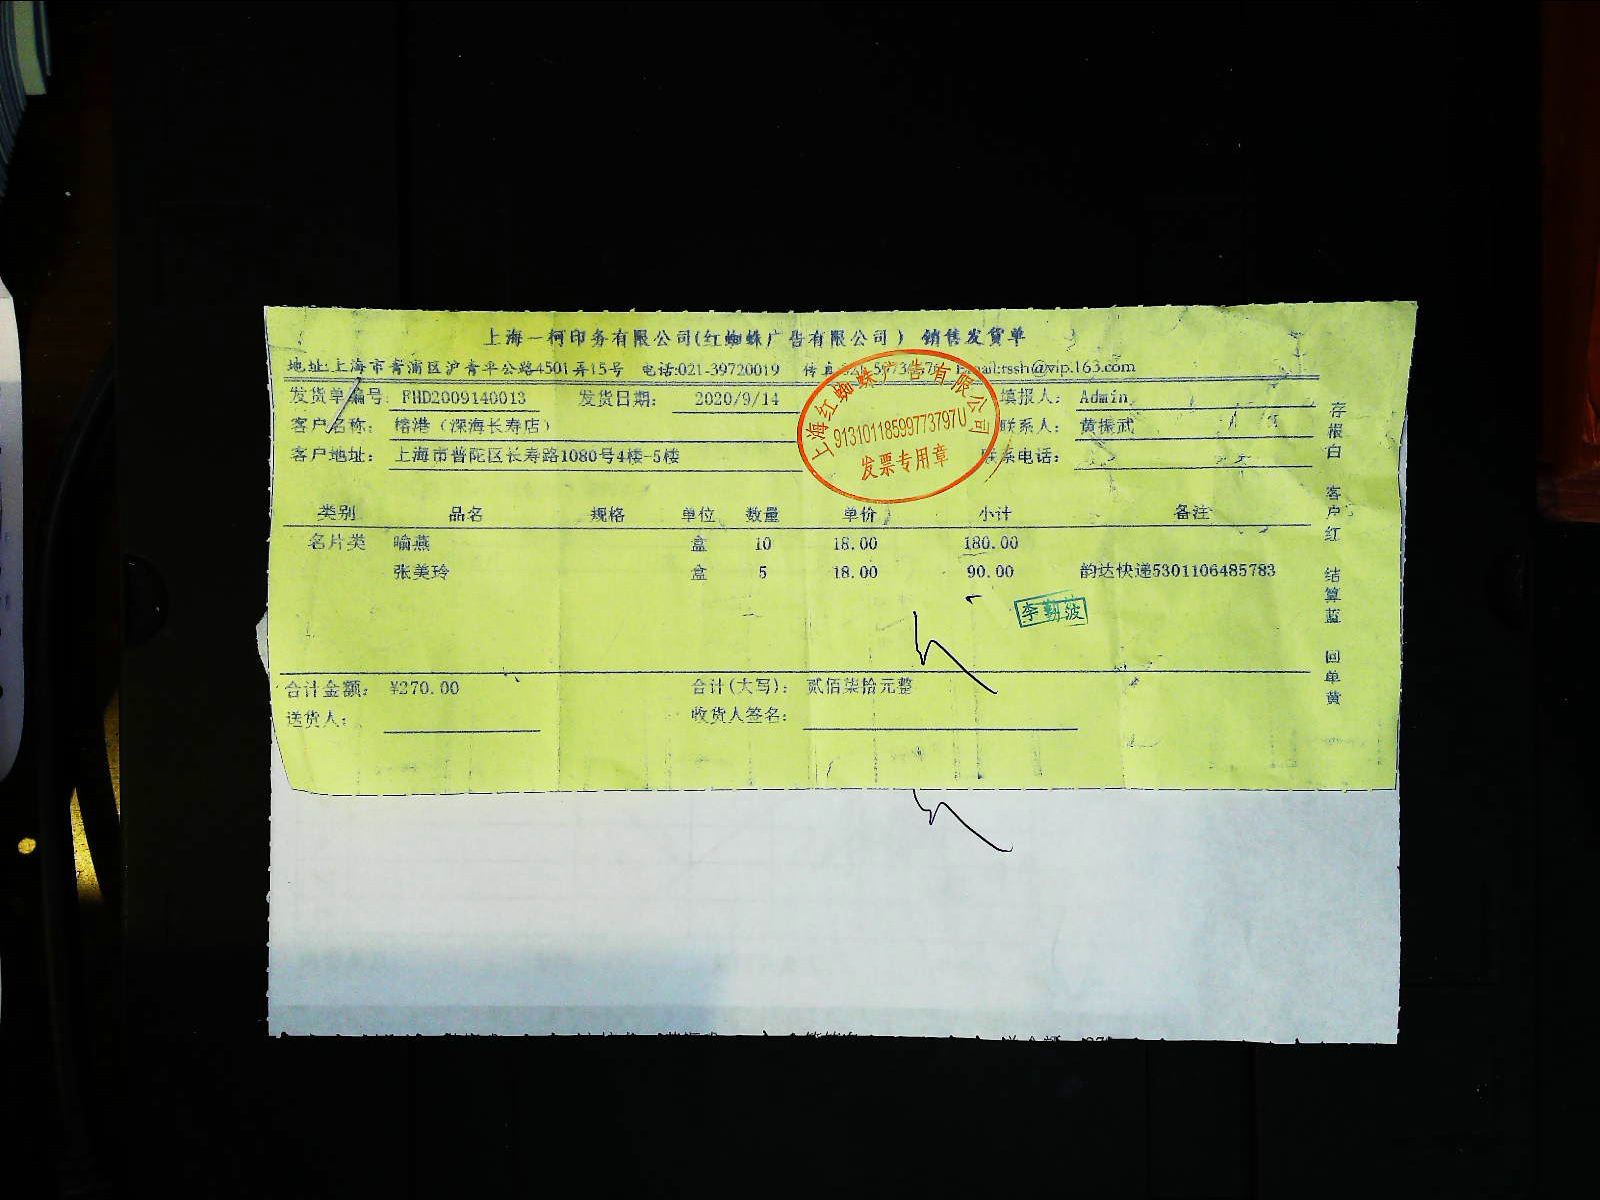 上海一柯印务有限公司(红蜘蛛广告有限公司) 销售发货单
地址:上海市青浦区沪青平公路4501弄15号 电话:021-39720019 传真 Email:rssh@vip.163.com
发货单编号: FHD2009140013 发货日期: 2020/9/14 填报人: Admin
客户名称: 榕港（深海长寿店） 联系人: 黄振武
客户地址: 上海市普陀区长寿路1080号4楼-5楼 联系电话:
上海红蜘蛛广告有限公司
91310118599773797U
发票专用章
类别 品名 规格 单位 数量 单价 小计 备注
名片类 喻燕 盒 10 18.00 180.00
张美玲 盒 5 18.00 90.00 韵达快递5301106485783
李勤波
合计金额: ¥270.00 合计(大写): 贰佰柒拾元整
送货人: 收货人签名:
存根白 客户红 结算蓝 回单黄